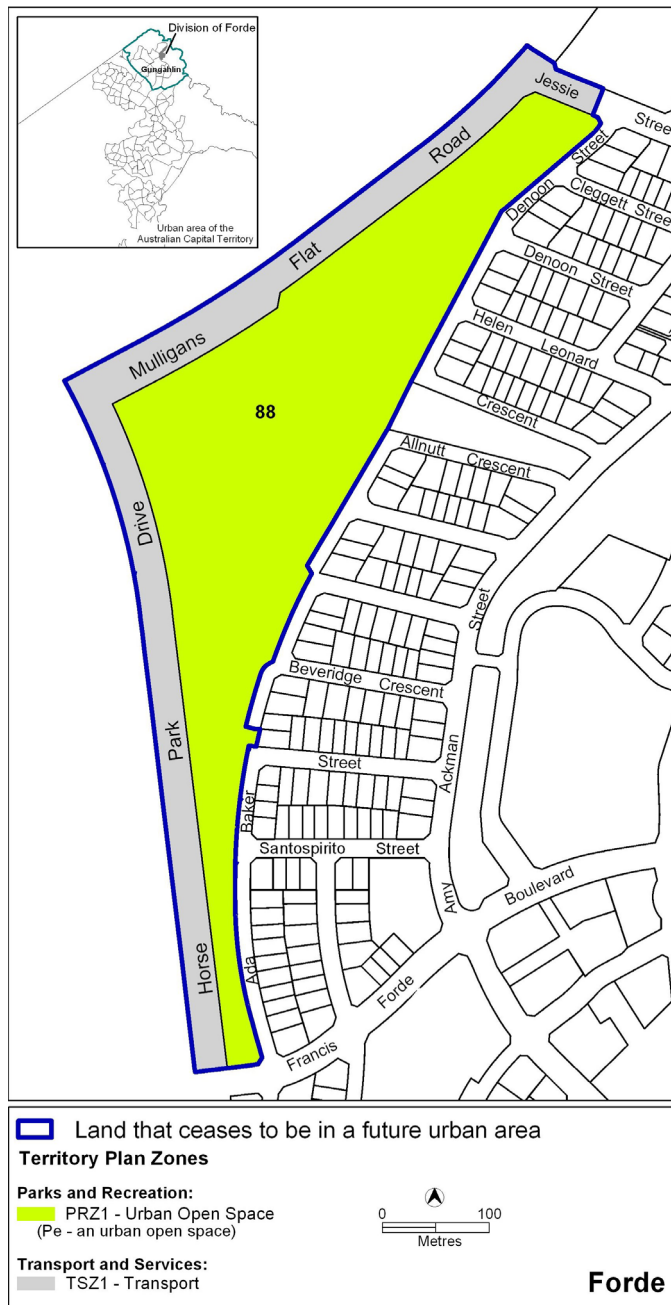 Division of Forde
Gungahlin
Urban area of the
Australian Capital Territory
Jessie
Street
Mulligans Flat Road
Denoon Street
Cleggett Street
Denoon Street
Helen Leonard
Crescent
88
Allnutt Crescent
Drive
Street
Beveridge Crescent
Park
Street
Ackman
Baker
Santospirito Street
Boulevard
Amy
Ada
Horse
Forde
Francis
Land that ceases to be in a future urban area
Territory Plan Zones
Parks and Recreation:
PRZ1 - Urban Open Space
(Pe - an urban open space)
0 100
Metres
Transport and Services:
TSZ1 - Transport
Forde